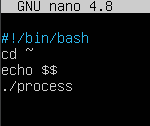 GNU nano 4.8
#!/bin/bash
cd ~
echo $$
./process